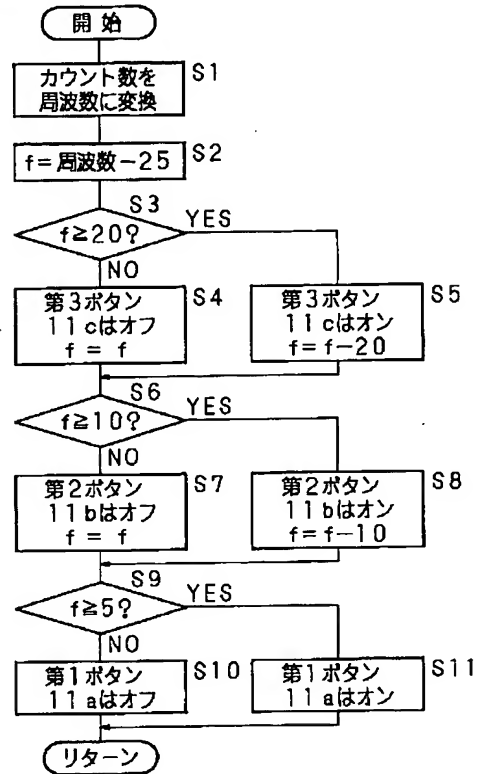 開始
カウント数を
周波数に変換
S1
f=周波数-25
S2
S3
f≧20?
YES
NO
第3ボタン
11cはオフ
f = f
S4
第3ボタン
11cはオン
f=f-20
S5
S6
f≧10?
YES
NO
第2ボタン
11bはオフ
f = f
S7
第2ボタン
11bはオン
f=f-10
S8
S9
f≧5?
YES
NO
第1ボタン
11aはオフ
S10
第1ボタン
11aはオン
S11
リターン